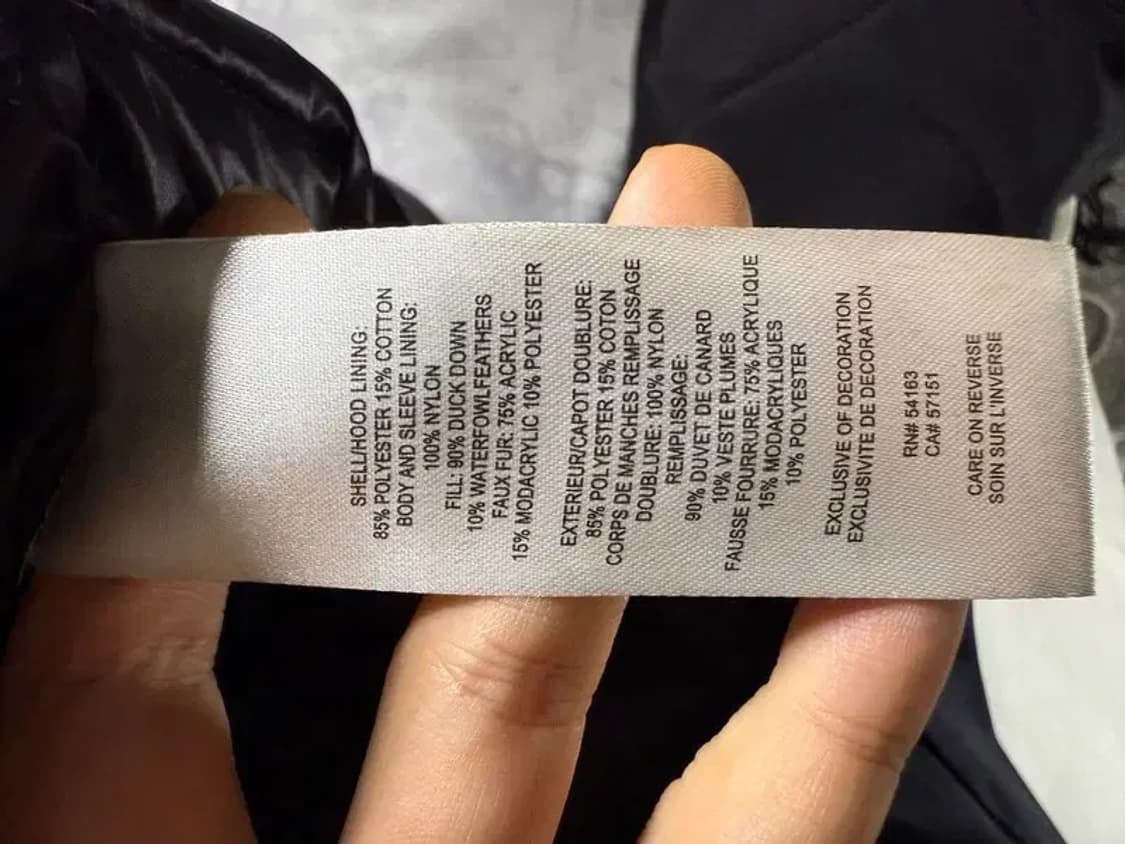 SHELL/HOOD LINING:
85% POLYESTER 15% COTTON
BODY AND SLEEVE LINING:
100% NYLON
FILL: 90% DUCK DOWN
10% WATERFOWLFEATHERS
FAUX FUR: 75% ACRYLIC
15% MODACRYLIC 10% POLYESTER
EXTERIEUR/CAPOT DOUBLURE:
85% POLYESTER 15% COTON
CORPS DE MANCHES REMPLISSAGE
DOUBLURE: 100% NYLON
REMPLISSAGE:
90% DUVET DE CANARD
10% VESTE PLUMES
FAUSSE FOURRURE: 75% ACRYLIQUE
15% MODACRYLIQUES
10% POLYESTER
EXCLUSIVE OF DECORATION
EXCLUSIVITE DE DECORATION
RN# 54163
CA# 57151
CARE ON REVERSE
SOIN SUR L'INVERSE